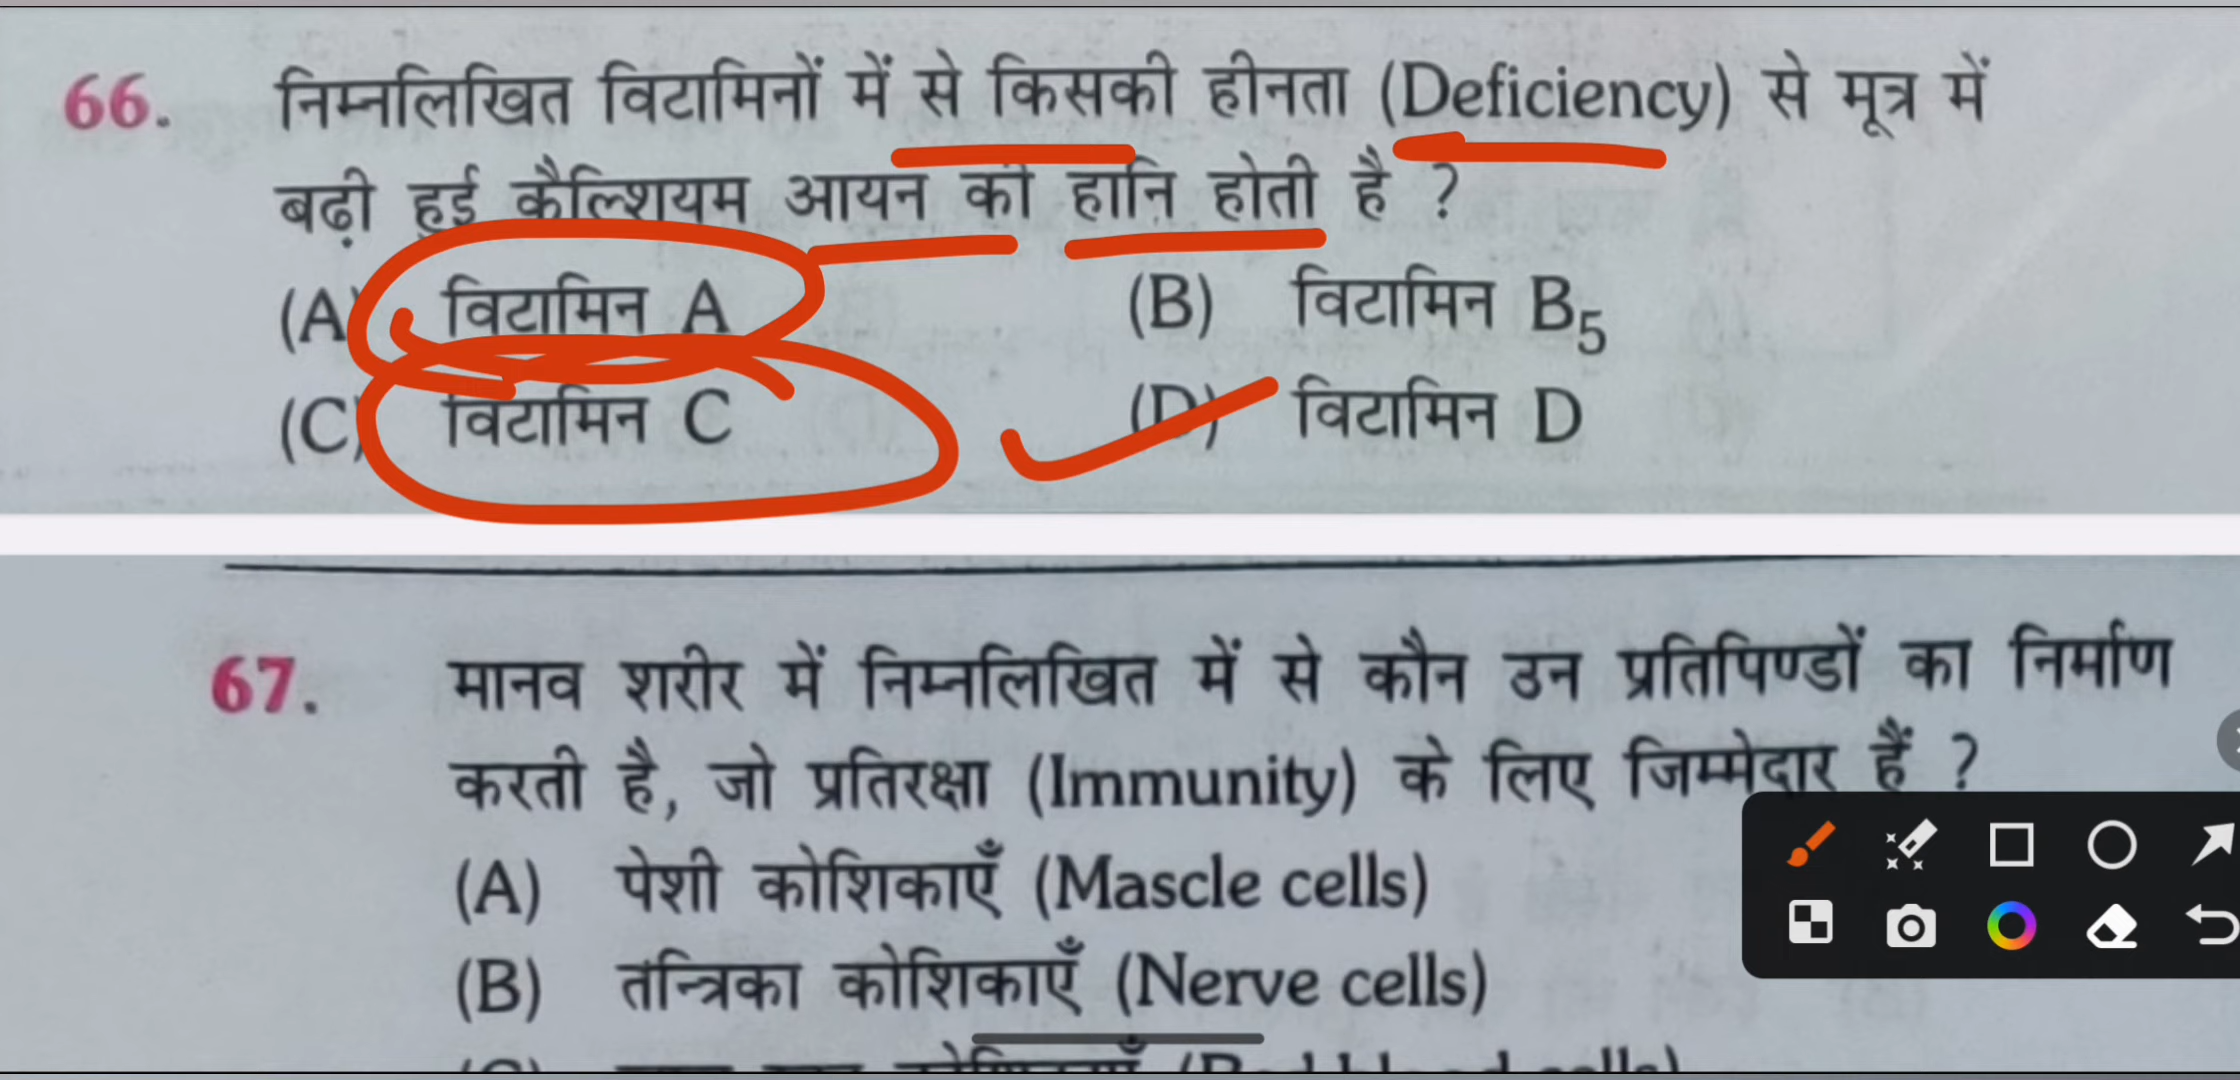 66. निम्नलिखित विटामिनों में से किसकी हीनता (Deficiency) से मूत्र में
बढ़ी हुई कैल्शियम आयन की हानि होती है ?
(A) विटामिन A (B) विटामिन B5
(C) विटामिन C (D) विटामिन D
67. मानव शरीर में निम्नलिखित में से कौन उन प्रतिपिण्डों का निर्माण
करती है, जो प्रतिरक्षा (Immunity) के लिए जिम्मेदार हैं ?
(A) पेशी कोशिकाएँ (Mascle cells)
(B) तंन्त्रिका कोशिकाएँ (Nerve cells)